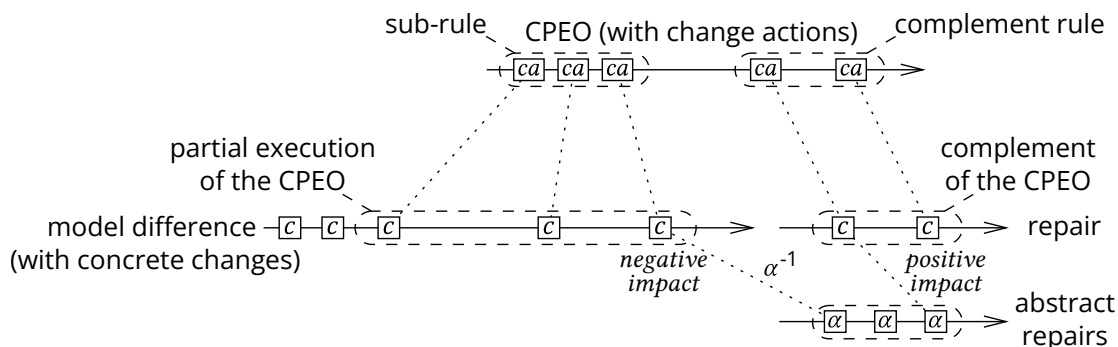 sub-rule
CPEO (with change actions)
complement rule
ca ca ca ca ca
partial execution
of the CPEO
complement
of the CPEO
model difference
(with concrete changes)
c c c c c c c
repair
negative
impact
α⁻¹
positive
impact
α α α
abstract
repairs